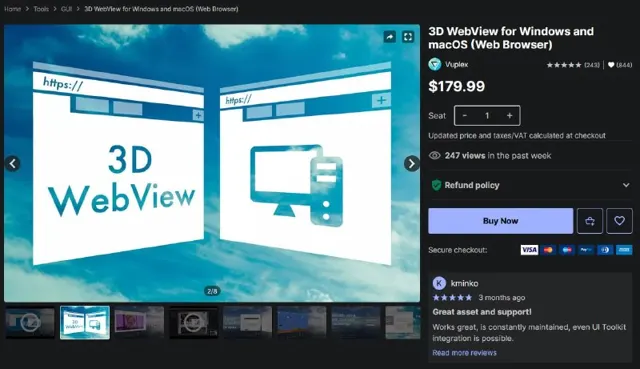 Home > Tools > GUI > 3D WebView for Windows and macOS (Web Browser)
https://
3D
WebView
https://
2/8
3D WebView for Windows and
macOS (Web Browser)
Vuplex
★★★★★ (243) | ♥ (844)
$179.99
Seat - 1 +
Updated price and taxes/VAT calculated at checkout
247 views in the past week
Refund policy
Buy Now
Secure checkout: VISA
K kminko
★★★★★ 3 months ago
Great asset and support!
Works great, is constantly maintained, even UI Toolkit
integration is possible.
Read more reviews